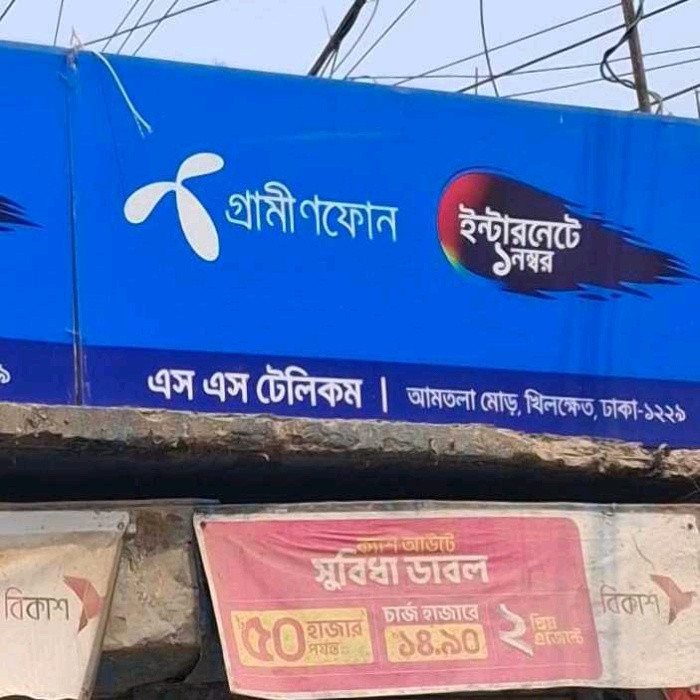 গ্রামীণফোন
ইন্টারনেটে
১নম্বর
৯
এস এস টেলিকম | আমতলা মোড়, খিলক্ষেত, ঢাকা-১২২৯
বিকাশ
ক্যাশ আউটে
সুবিধা ডাবল
৳৫০ হাজার পর্যন্ত
চার্জ হাজারে
৳১৪.৯০
২ প্রিয় এজেন্টে
বিকাশ